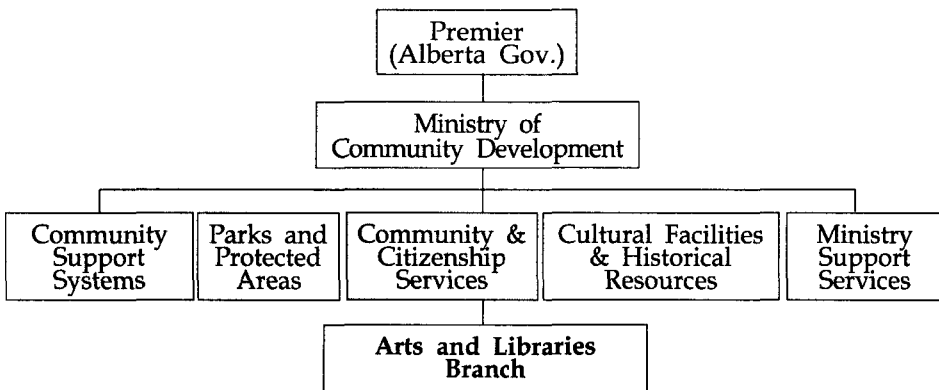 Premier
(Alberta Gov.)
Ministry of
Community Development
Community
Support
Systems
Parks and
Protected
Areas
Community &
Citizenship
Services
Cultural Facilities
& Historical
Resources
Ministry
Support
Services
Arts and Libraries
Branch